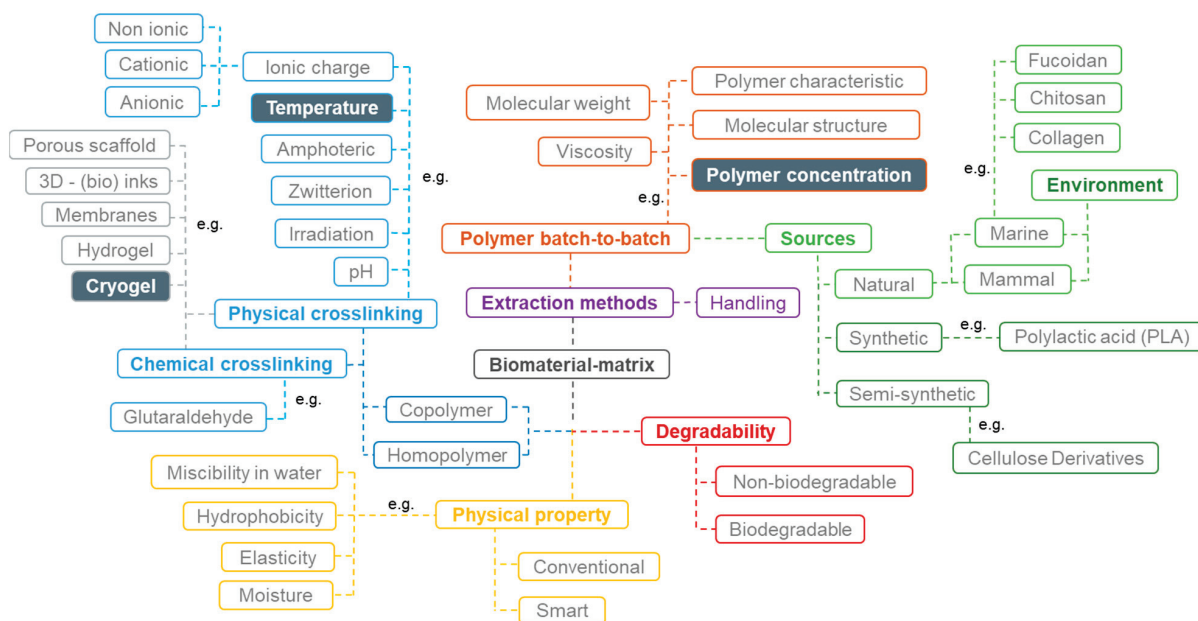 Non ionic
Cationic
Anionic
Ionic charge
Temperature
Amphoteric
Zwitterion
Irradiation
pH
e.g.
Porous scaffold
3D - (bio) inks
Membranes
Hydrogel
Cryogel
e.g.
Physical crosslinking
Chemical crosslinking
e.g.
Glutaraldehyde
Copolymer
Homopolymer
Polymer characteristic
Molecular weight
Molecular structure
Viscosity
Polymer concentration
e.g.
Polymer batch-to-batch
Sources
Extraction methods
Handling
Biomaterial-matrix
Fucoidan
Chitosan
Collagen
e.g.
Environment
Marine
Natural
Mammal
Synthetic
e.g.
Polylactic acid (PLA)
Semi-synthetic
e.g.
Cellulose Derivatives
Degradability
Non-biodegradable
Biodegradable
Miscibility in water
Hydrophobicity
Elasticity
Moisture
e.g.
Physical property
Conventional
Smart